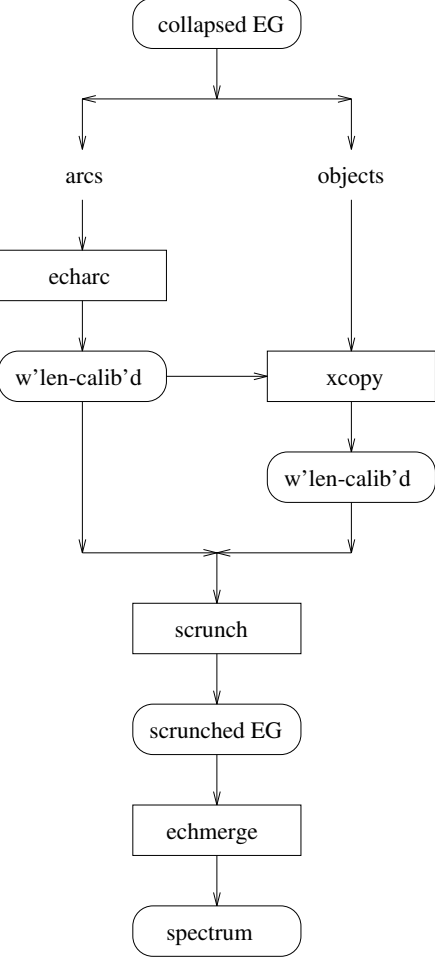 collapsed EG
arcs
objects
echarc
w'len-calib'd
xcopy
w'len-calib'd
scrunch
scrunched EG
echmerge
spectrum